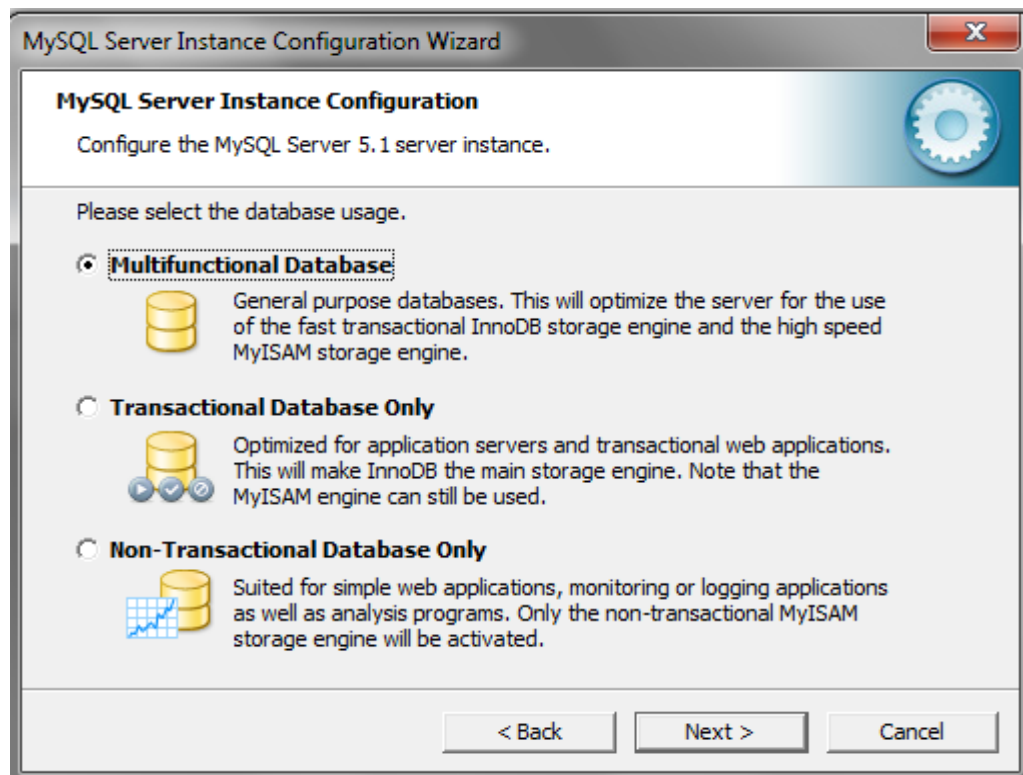 MySQL Server Instance Configuration Wizard
MySQL Server Instance Configuration
Configure the MySQL Server 5.1 server instance.
Please select the database usage.
Multifunctional Database
General purpose databases. This will optimize the server for the use
of the fast transactional InnoDB storage engine and the high speed
MyISAM storage engine.
Transactional Database Only
Optimized for application servers and transactional web applications.
This will make InnoDB the main storage engine. Note that the
MyISAM engine can still be used.
Non-Transactional Database Only
Suited for simple web applications, monitoring or logging applications
as well as analysis programs. Only the non-transactional MyISAM
storage engine will be activated.
< Back Next > Cancel